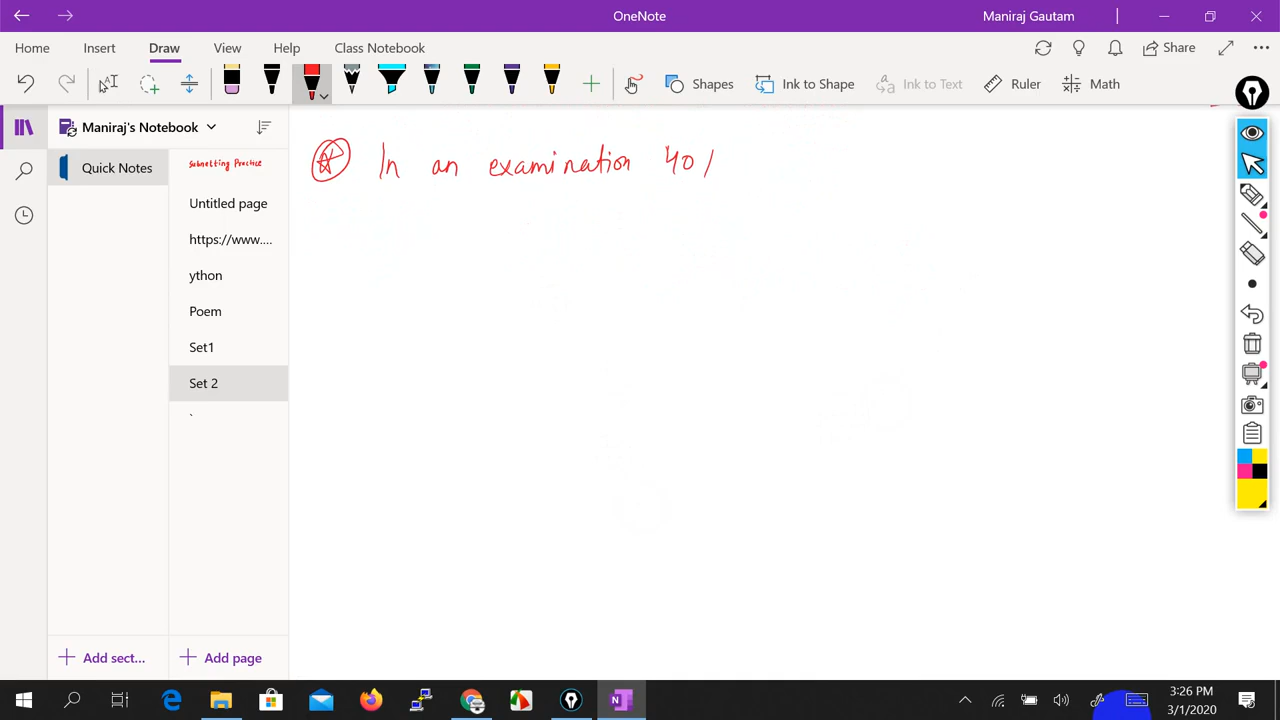 OneNote
Maniraj Gautam
Home Insert Draw View Help Class Notebook Share
Shapes Ink to Shape Ink to Text Ruler Math
Maniraj's Notebook
Quick Notes
Subnetting Practice
Untitled page
https://www....
ython
Poem
Set1
Set 2
`
In an examination 40 /
Add sect... Add page
3:26 PM
3/1/2020